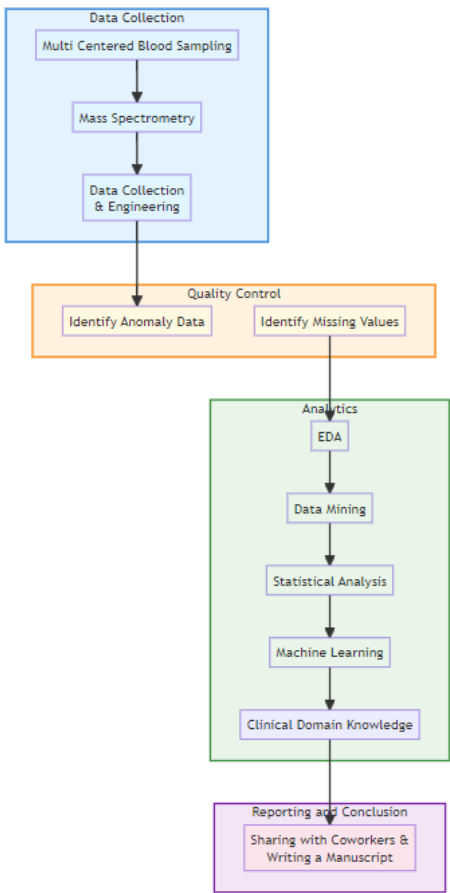 Data Collection
Multi Centered Blood Sampling
Mass Spectrometry
Data Collection
& Engineering
Quality Control
Identify Anomaly Data
Identify Missing Values
Analytics
EDA
Data Mining
Statistical Analysis
Machine Learning
Clinical Domain Knowledge
Reporting and Conclusion
Sharing with Coworkers &
Writing a Manuscript